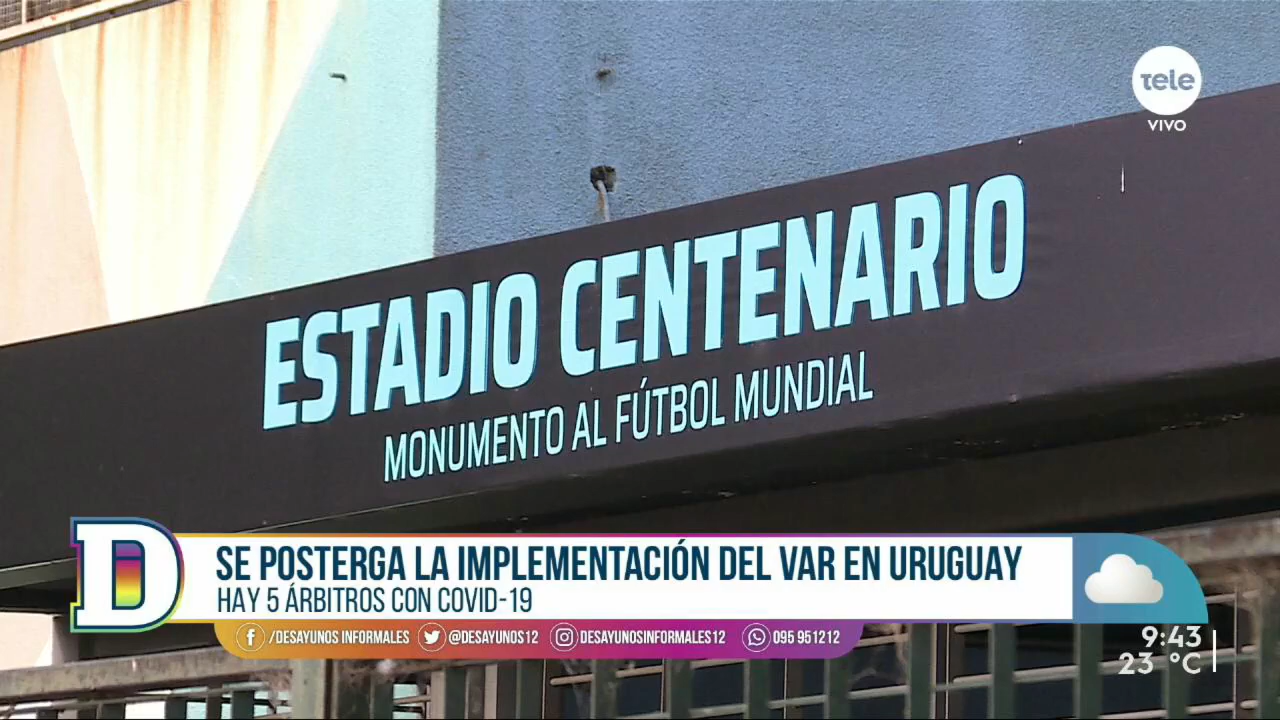 tele
VIVO
ESTADIO CENTENARIO
MONUMENTO AL FÚTBOL MUNDIAL
D
SE POSTERGA LA IMPLEMENTACIÓN DEL VAR EN URUGUAY
HAY 5 ÁRBITROS CON COVID-19
/DESAYUNOS INFORMALES @DESAYUNOS12 DESAYUNOSINFORMALES12 095 951212
9:43
23 °C